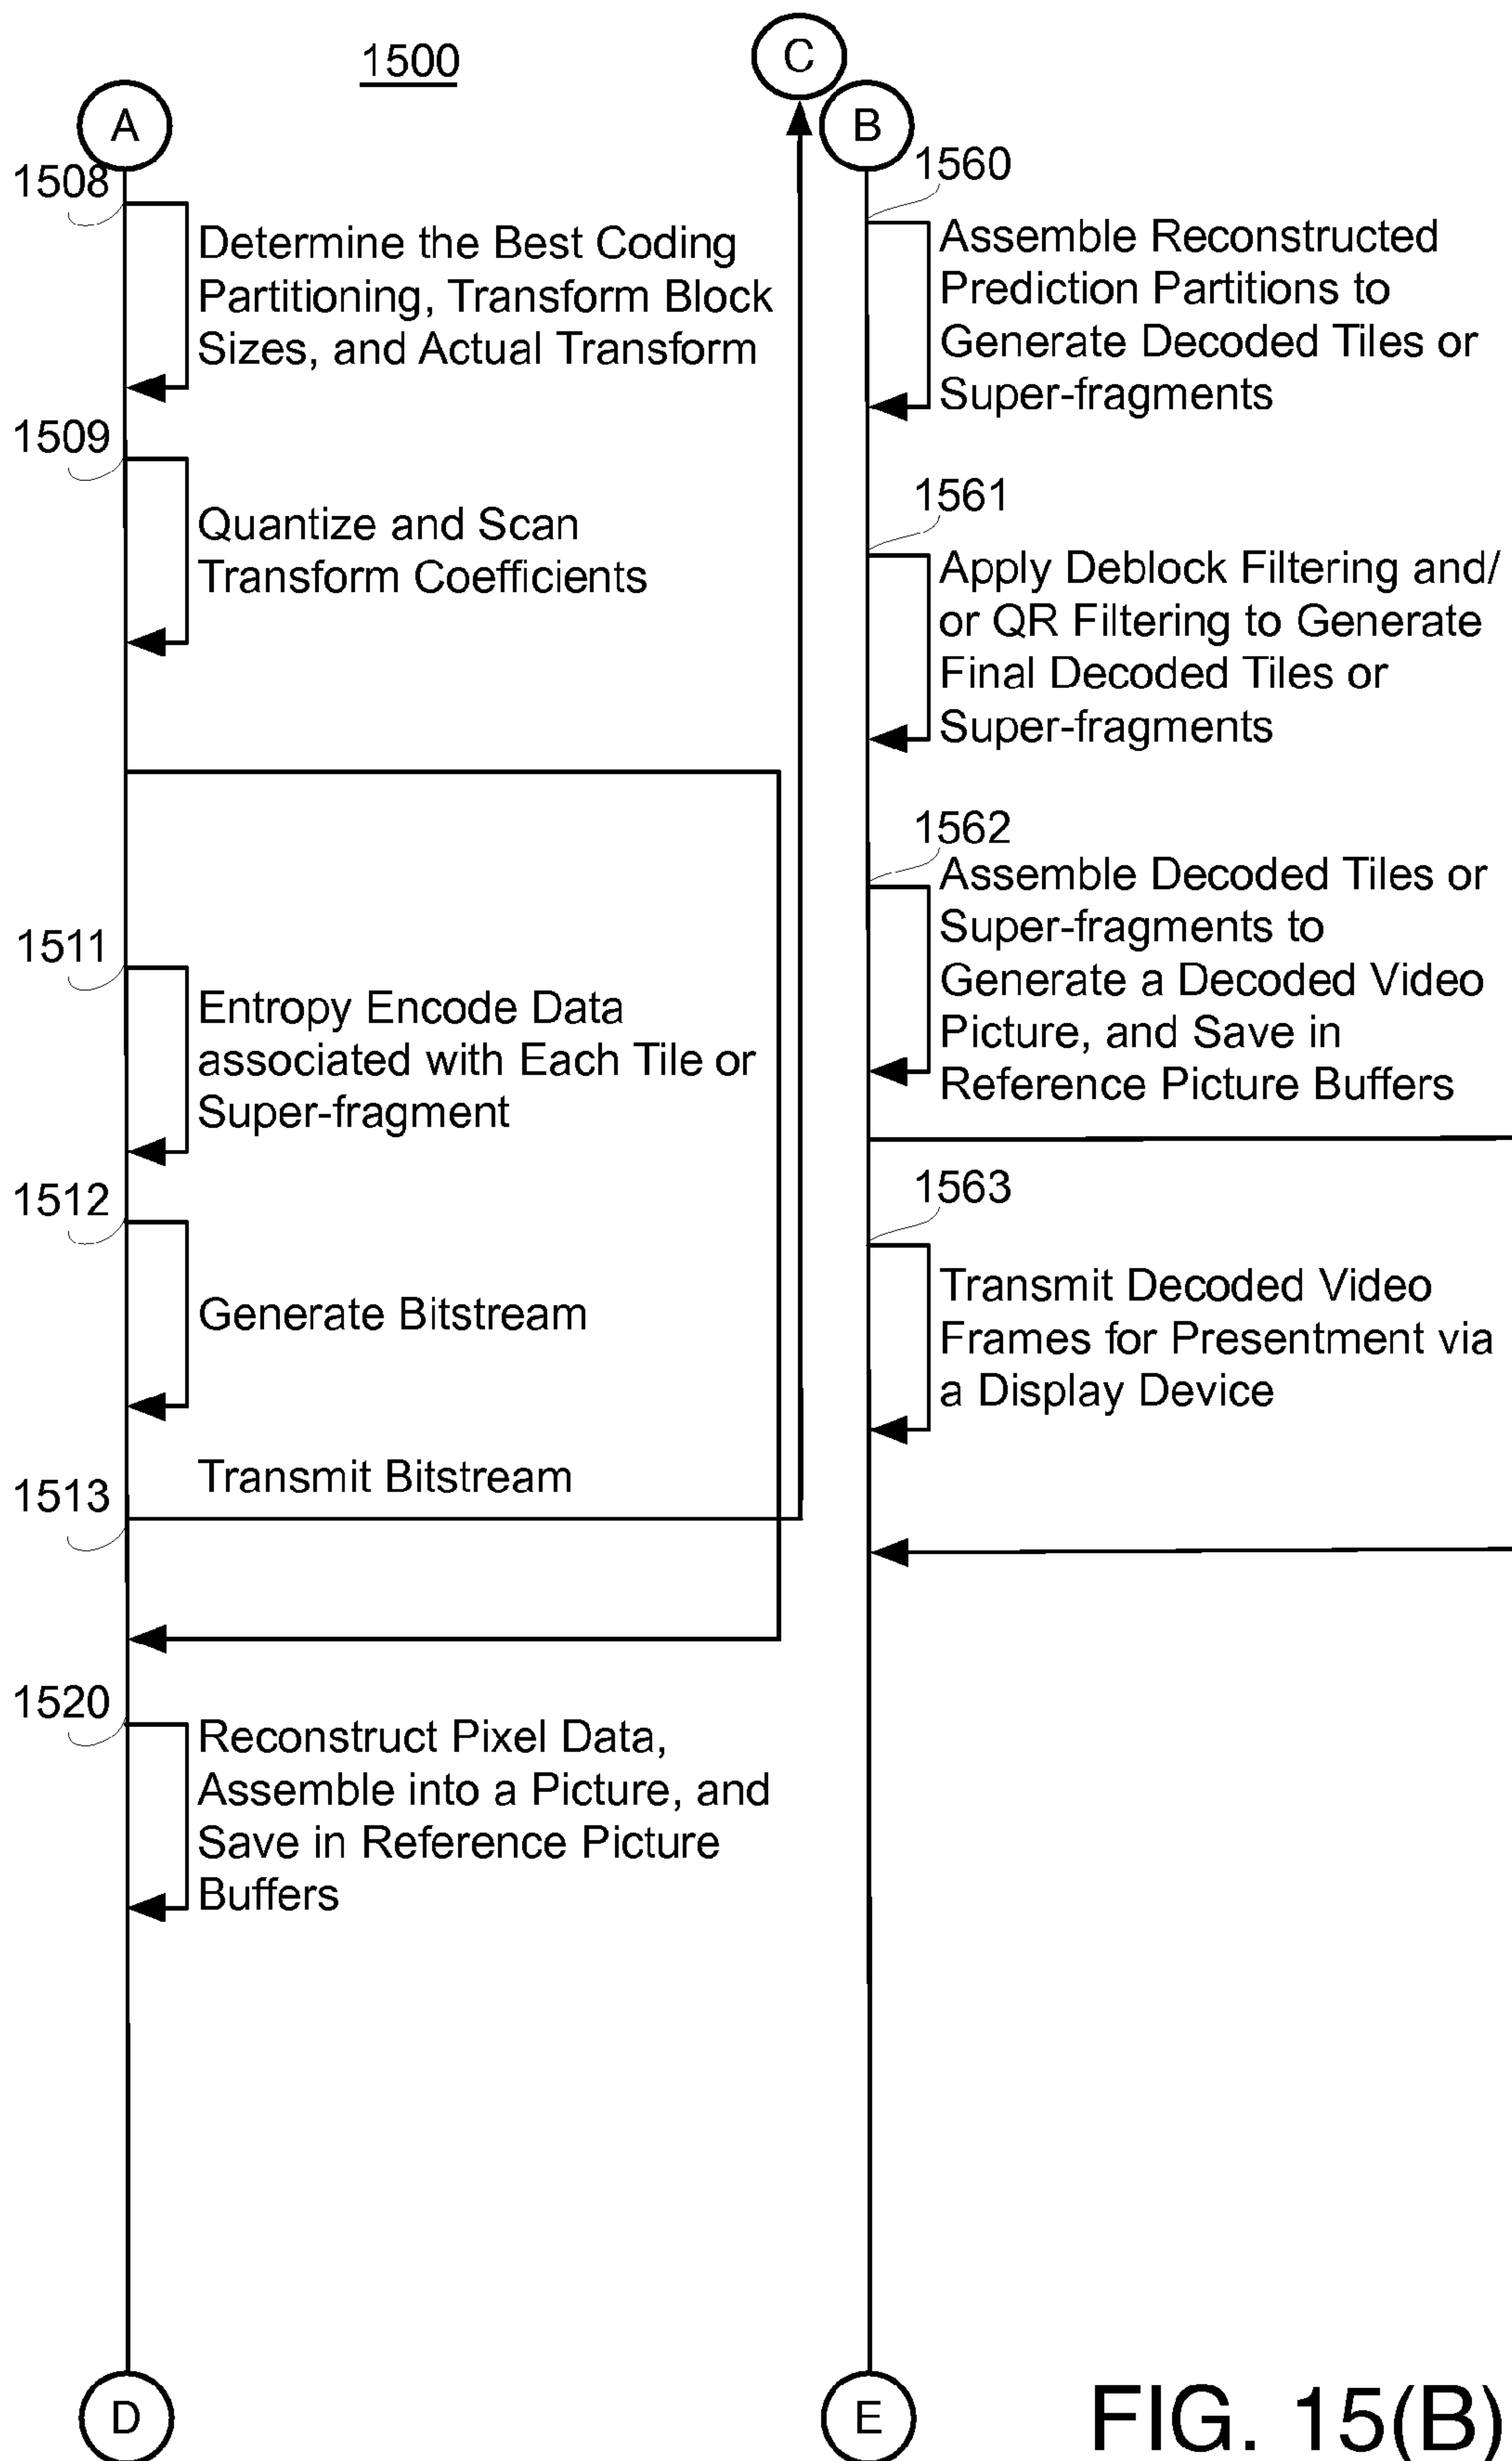 1500
C
A
B
1508
Determine the Best Coding
Partitioning, Transform Block
Sizes, and Actual Transform
1509
Quantize and Scan
Transform Coefficients
1511
Entropy Encode Data
associated with Each Tile or
Super-fragment
1512
Generate Bitstream
Transmit Bitstream
1513
1520
Reconstruct Pixel Data,
Assemble into a Picture, and
Save in Reference Picture
Buffers
D
1560
Assemble Reconstructed
Prediction Partitions to
Generate Decoded Tiles or
Super-fragments
1561
Apply Deblock Filtering and/
or QR Filtering to Generate
Final Decoded Tiles or
Super-fragments
1562
Assemble Decoded Tiles or
Super-fragments to
Generate a Decoded Video
Picture, and Save in
Reference Picture Buffers
1563
Transmit Decoded Video
Frames for Presentment via
a Display Device
E
FIG. 15(B)